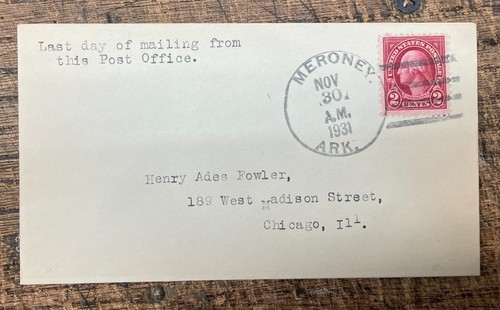 Last day of mailing from
this Post Office.
MERONEY.
NOV
30
A.M.
1931
ARK.
UNITED STATES POSTAGE
2 CENTS 2
Henry Ades Fowler,
189 West Madison Street,
Chicago, Ill.